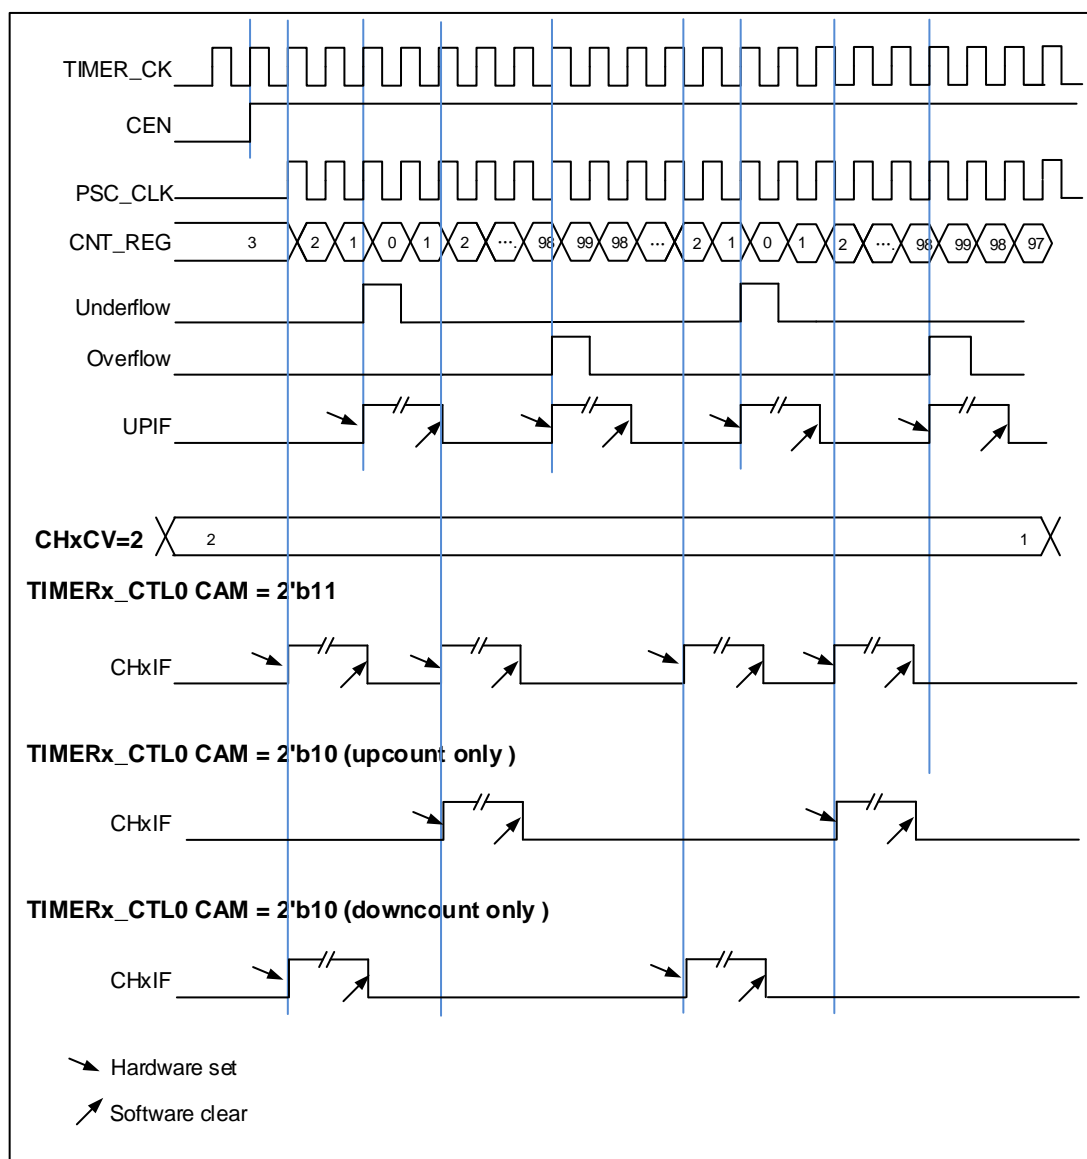 TIMER_CK
CEN
PSC_CLK
CNT_REG 3 2 1 0 1 2 .... 98 99 98 ... 2 1 0 1 2 .... 98 99 98 97
Underflow
Overflow
UPIF
CHxCV=2 2 1
TIMERx_CTL0 CAM = 2'b11
CHxIF
TIMERx_CTL0 CAM = 2'b10 (upcount only )
CHxIF
TIMERx_CTL0 CAM = 2'b10 (downcount only )
CHxIF
Hardware set
Software clear